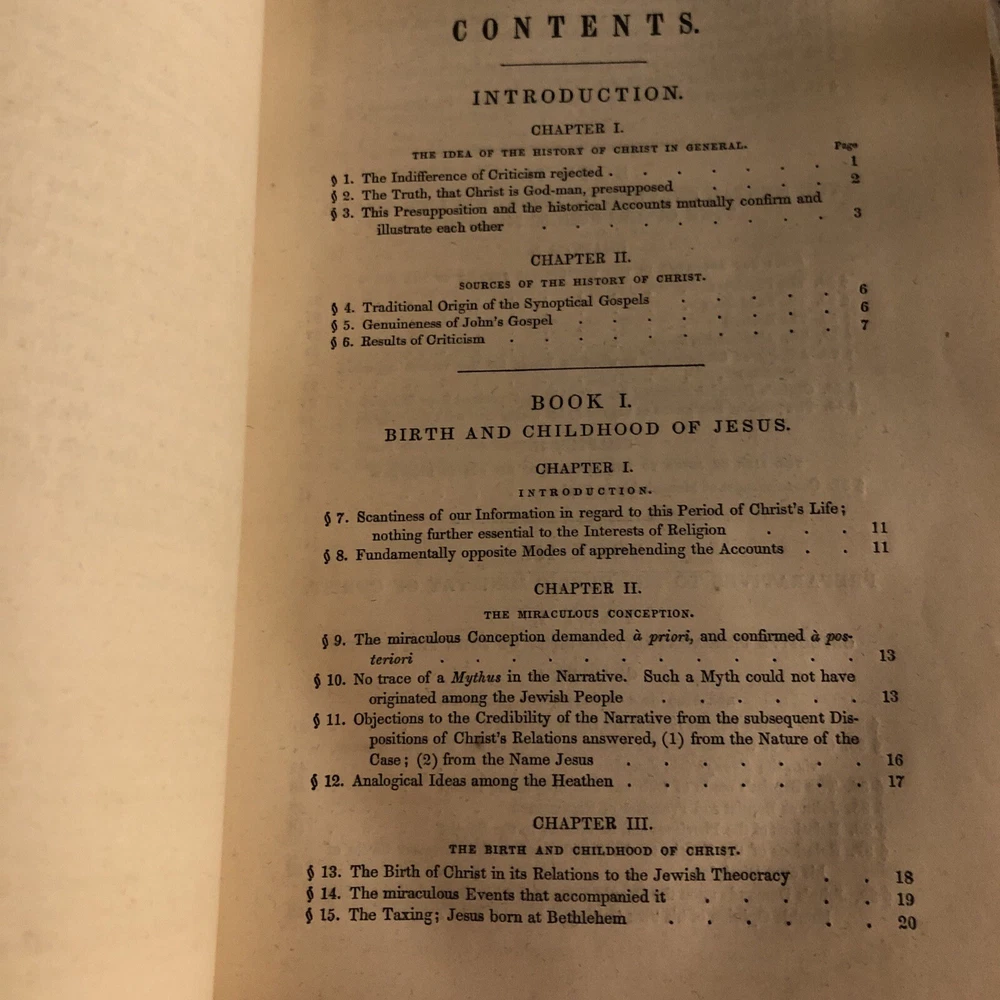 CONTENTS.
INTRODUCTION.
CHAPTER I.
THE IDEA OF THE HISTORY OF CHRIST IN GENERAL.
Page
§ 1. The Indifference of Criticism rejected . . . . . . . 1
§ 2. The Truth, that Christ is God-man, presupposed . . . . 2
§ 3. This Presupposition and the historical Accounts mutually confirm and
illustrate each other . . . . . . . . 3
CHAPTER II.
SOURCES OF THE HISTORY OF CHRIST.
§ 4. Traditional Origin of the Synoptical Gospels . . . . . 6
§ 5. Genuineness of John's Gospel . . . . . . . . 6
§ 6. Results of Criticism . . . . . . . . . . 7
BOOK I.
BIRTH AND CHILDHOOD OF JESUS.
CHAPTER I.
INTRODUCTION.
§ 7. Scantiness of our Information in regard to this Period of Christ's Life;
nothing further essential to the Interests of Religion . . . 11
§ 8. Fundamentally opposite Modes of apprehending the Accounts . . 11
CHAPTER II.
THE MIRACULOUS CONCEPTION.
§ 9. The miraculous Conception demanded à priori, and confirmed à pos-
teriori . . . . . . . . . . . . 13
§ 10. No trace of a Mythus in the Narrative. Such a Myth could not have
originated among the Jewish People . . . . . . 13
§ 11. Objections to the Credibility of the Narrative from the subsequent Dis-
positions of Christ's Relations answered, (1) from the Nature of the
Case; (2) from the Name Jesus . . . . . . . 16
§ 12. Analogical Ideas among the Heathen . . . . . . . 17
CHAPTER III.
THE BIRTH AND CHILDHOOD OF CHRIST.
§ 13. The Birth of Christ in its Relations to the Jewish Theocracy . . 18
§ 14. The miraculous Events that accompanied it . . . . . 19
§ 15. The Taxing; Jesus born at Bethlehem . . . . . . 20